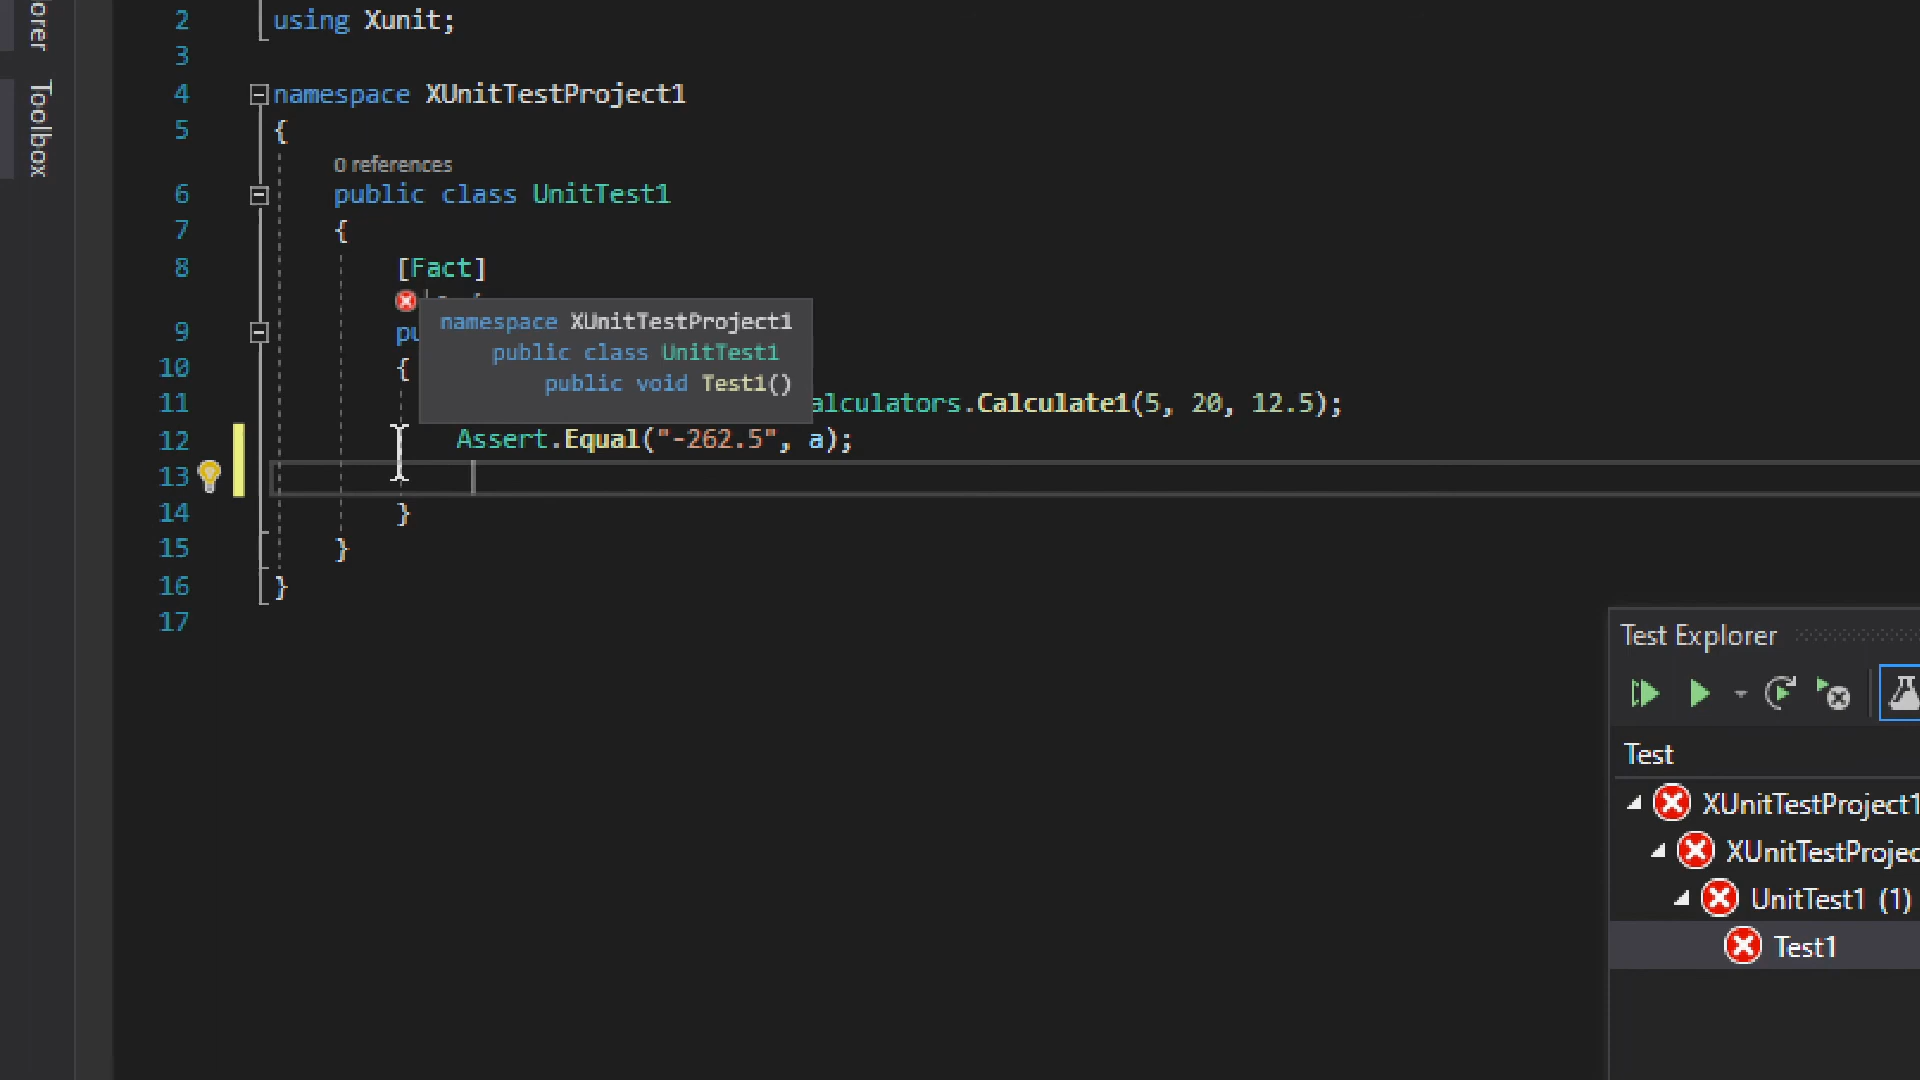 orer
Toolbox
2 using Xunit;
3
4 namespace XUnitTestProject1
5 {
0 references
6 public class UnitTest1
7 {
8 [Fact]
9 pu
namespace XUnitTestProject1
public class UnitTest1
public void Test1()
10 {
11 alculators.Calculate1(5, 20, 12.5);
12 Assert.Equal("-262.5", a);
13
14 }
15 }
16 }
17
Test Explorer
Test
XUnitTestProject1
XUnitTestProjec
UnitTest1 (1)
Test1